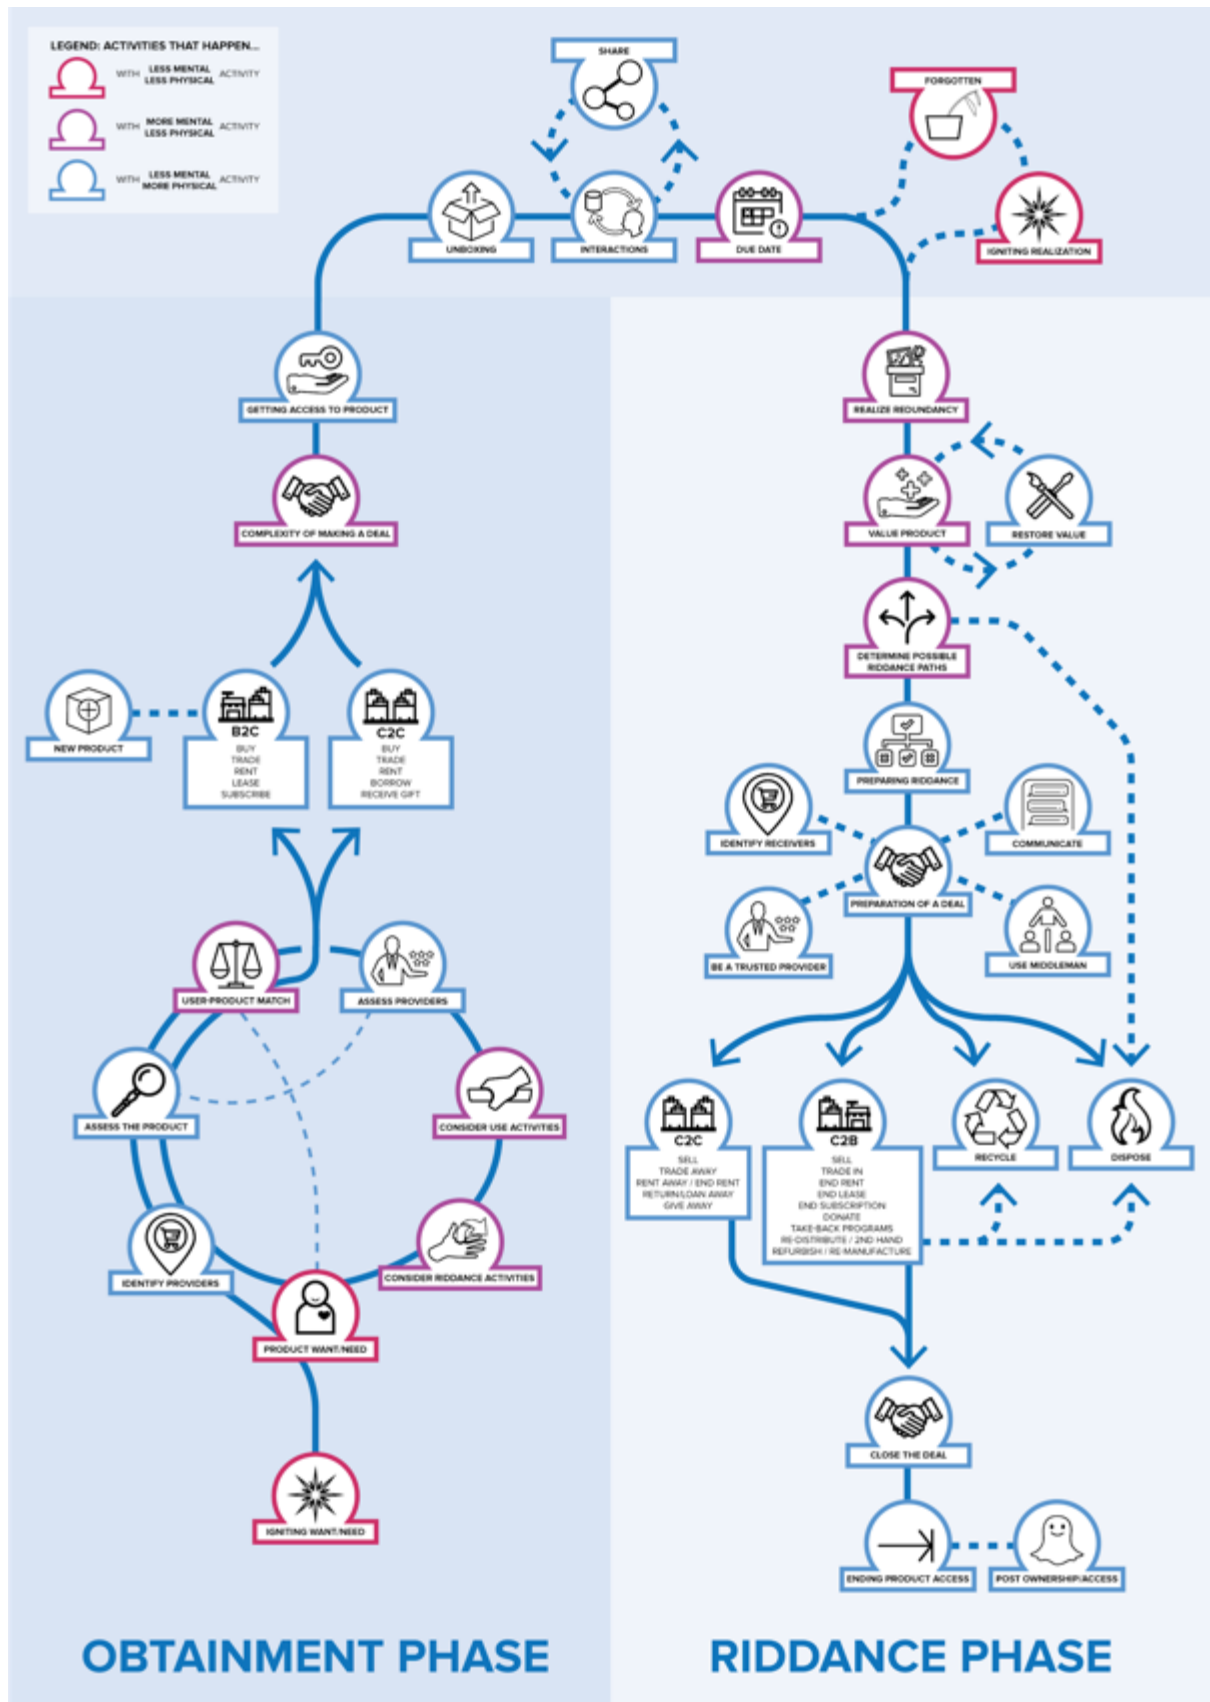 LEGEND: ACTIVITIES THAT HAPPEN...
WITH LESS MENTAL LESS PHYSICAL ACTIVITY
WITH MORE MENTAL LESS PHYSICAL ACTIVITY
WITH LESS MENTAL MORE PHYSICAL ACTIVITY
SHARE
FORGOTTEN
UNBOXING
INTERACTIONS
DUE DATE
IGNITING REALIZATION
GETTING ACCESS TO PRODUCT
COMPLEXITY OF MAKING A DEAL
NEW PRODUCT
B2C
BUY
TRADE
RENT
LEASE
SUBSCRIBE
C2C
BUY
TRADE
RENT
BORROW
RECEIVE GIFT
USER-PRODUCT MATCH
ASSESS PROVIDERS
ASSESS THE PRODUCT
CONSIDER USE ACTIVITIES
IDENTIFY PROVIDERS
CONSIDER RIDDANCE ACTIVITIES
PRODUCT WANT/NEED
IGNITING WANT/NEED
OBTAINMENT PHASE
REALIZE REDUNDANCY
VALUE PRODUCT
RESTORE VALUE
DETERMINE POSSIBLE
RIDDANCE PATHS
PREPARING RIDDANCE
IDENTIFY RECEIVERS
COMMUNICATE
PREPARATION OF A DEAL
BE A TRUSTED PROVIDER
USE MIDDLEMAN
C2C
SELL
TRADE AWAY
RENT AWAY / END RENT
RETURN/LOAN AWAY
GIVE AWAY
C2B
SELL
TRADE IN
END RENT
END LEASE
END SUBSCRIPTION
DONATE
TAKE-BACK PROGRAMS
RE-DISTRIBUTE / 2ND HAND
REFURBISH / RE-MANUFACTURE
RECYCLE
DISPOSE
CLOSE THE DEAL
ENDING PRODUCT ACCESS
POST OWNERSHIP/ACCESS
RIDDANCE PHASE